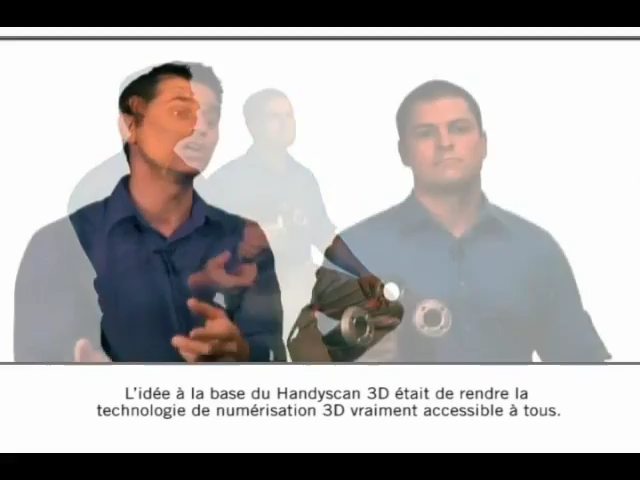 L'idée à la base du Handyscan 3D était de rendre la
technologie de numérisation 3D vraiment accessible à tous.